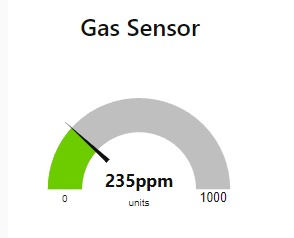 Gas Sensor
235ppm
0 units 1000